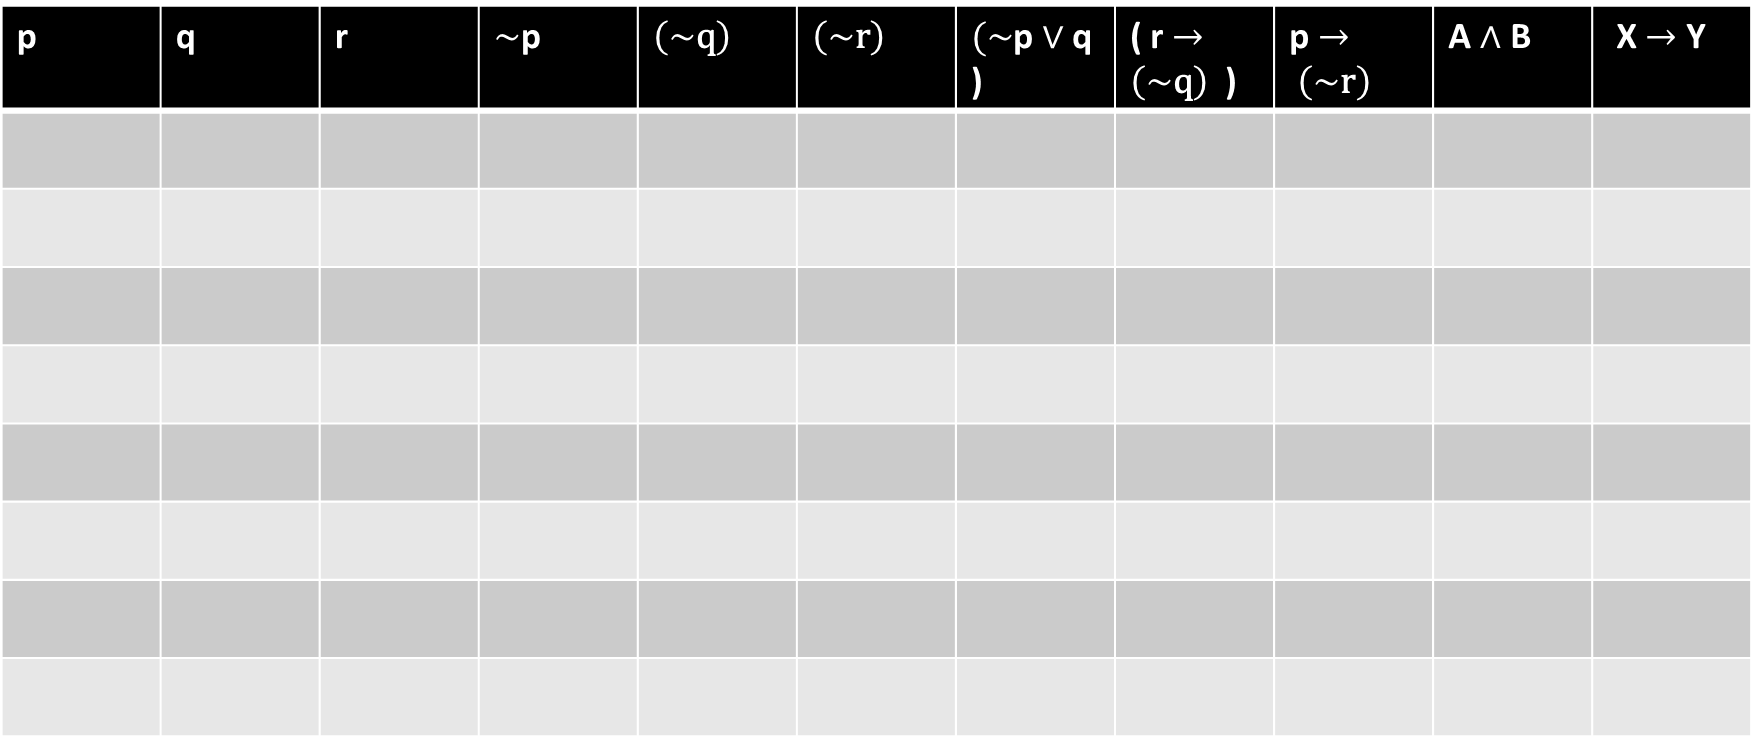 p
q
r
~p
(~q)
(~r)
(~p ∨ q
)
( r →
(~q) )
p →
(~r)
A ∧ B
X → Y